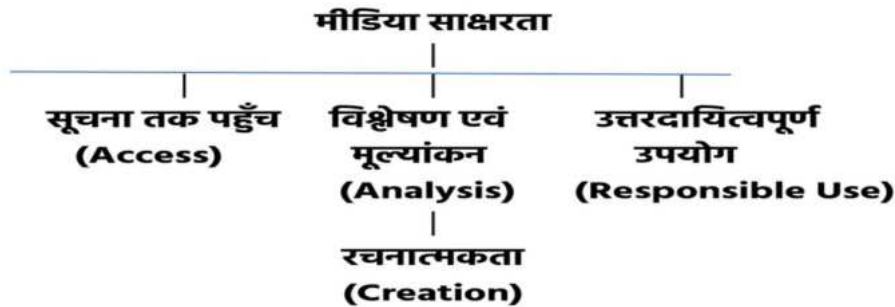 मीडिया साक्षरता
सूचना तक पहुँच
(Access)
विश्लेषण एवं
मूल्यांकन
(Analysis)
उत्तरदायित्वपूर्ण
उपयोग
(Responsible Use)
रचनात्मकता
(Creation)